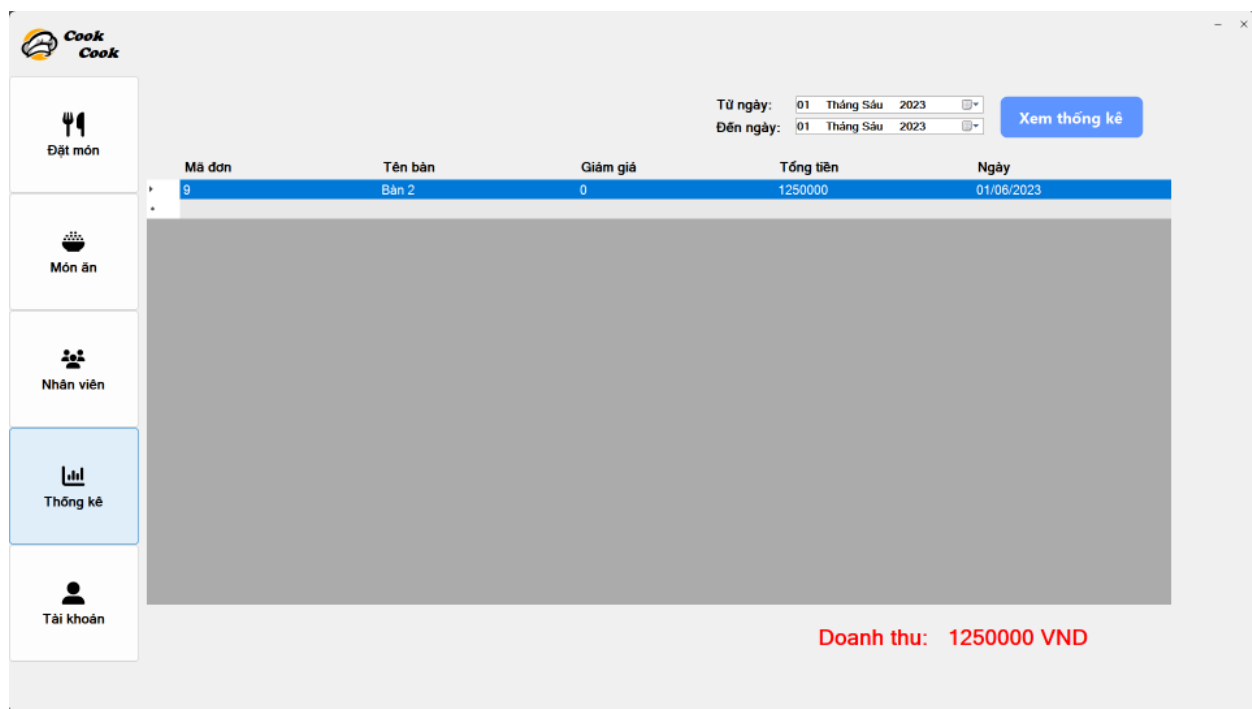 Cook
Cook
Từ ngày: 01 Tháng Sáu 2023
Đến ngày: 01 Tháng Sáu 2023
Xem thống kê
Đặt món
Món ăn
Nhân viên
Thống kê
Tài khoản
Mã đơn Tên bàn Giảm giá Tổng tiền Ngày
9 Bàn 2 0 1250000 01/06/2023
Doanh thu: 1250000 VND